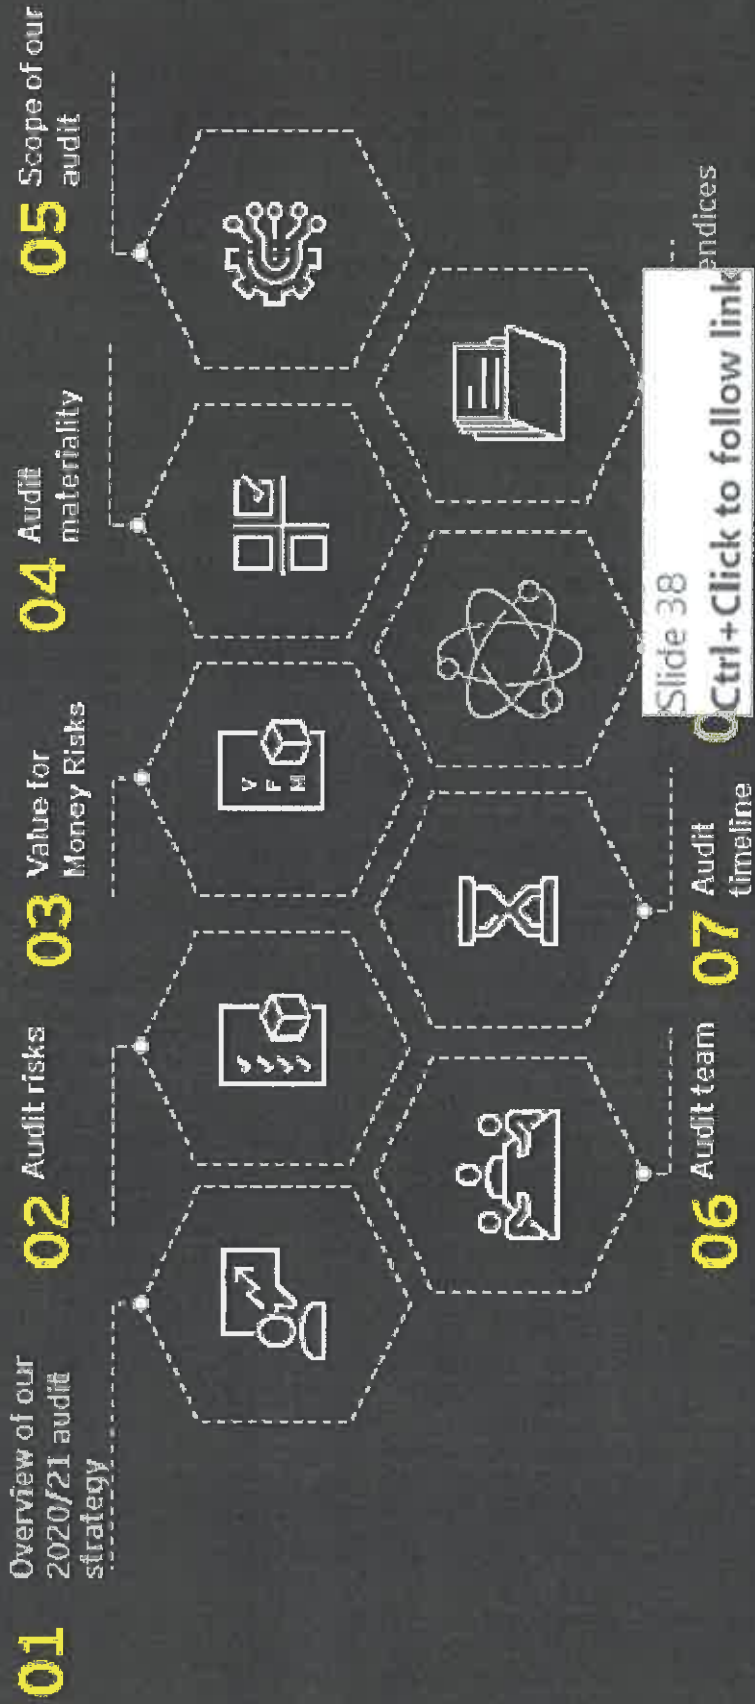 01 Overview of our
2020/21 audit
strategy
02 Audit risks
03 Value for
Money Risks
04 Audit
materiality
05 Scope of our
audit
V
F
M
06 Audit team
07 Audit
timeline
Slide 38
Ctrl+Click to follow link
endices